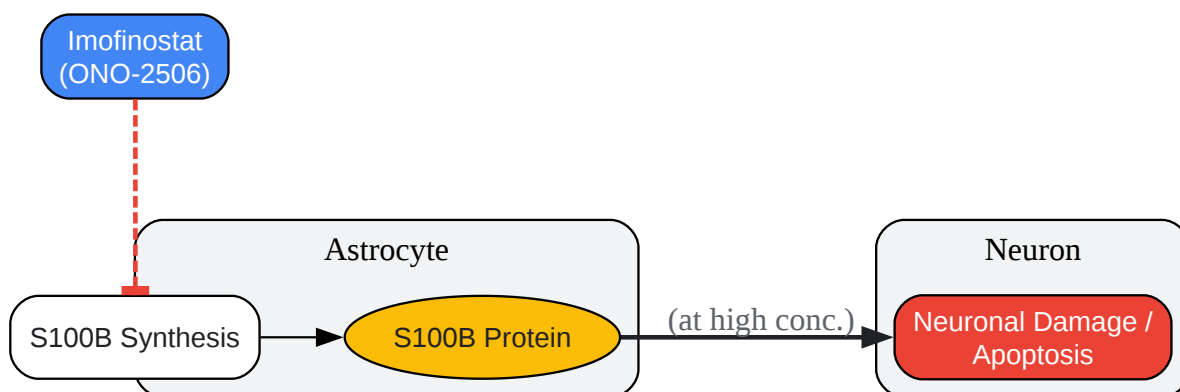 Imofinostat
(ONO-2506)
Astrocyte
Neuron
S100B Synthesis
S100B Protein
(at high conc.)
Neuronal Damage /
Apoptosis